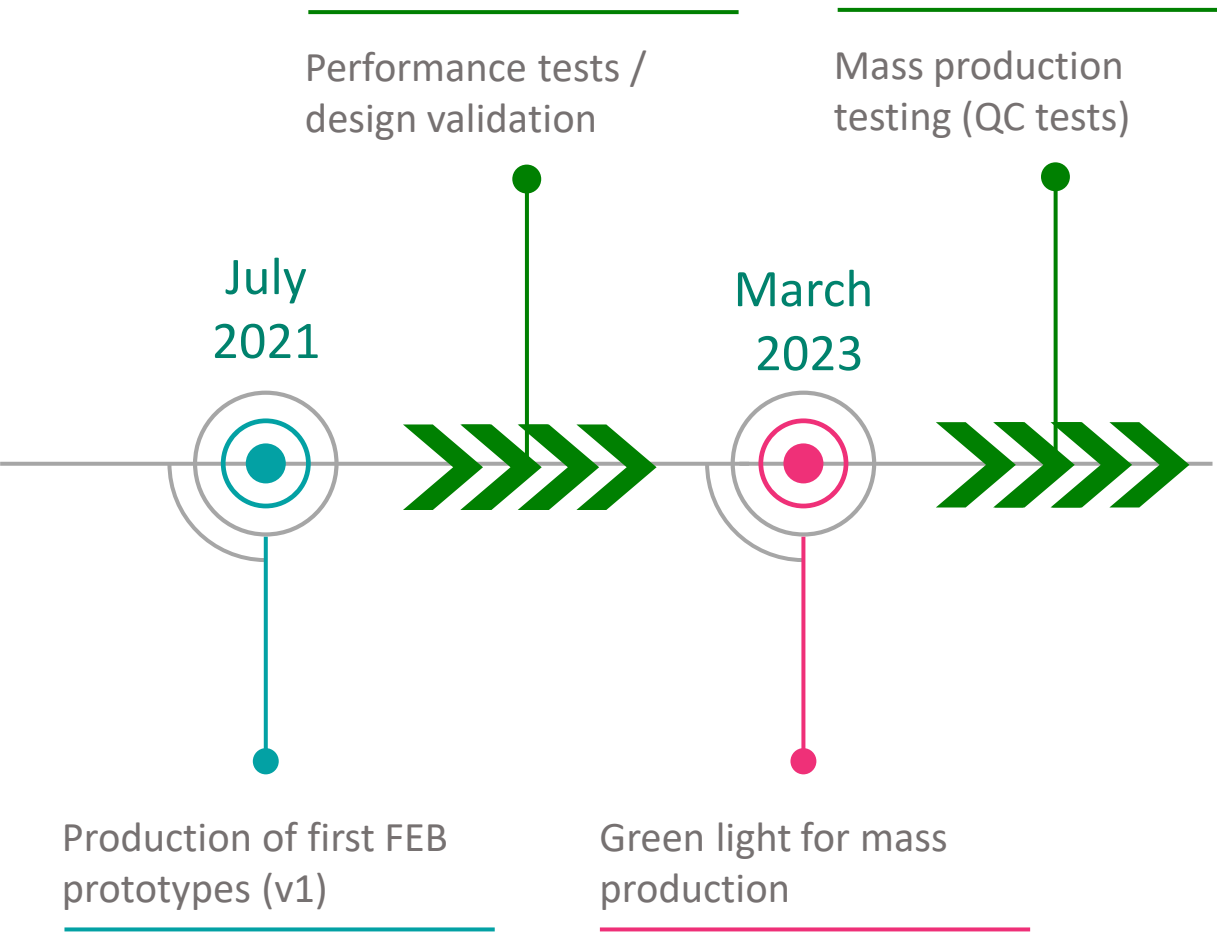 Performance tests /
design validation
Mass production
testing (QC tests)
July
2021
March
2023
Production of first FEB
prototypes (v1)
Green light for mass
production